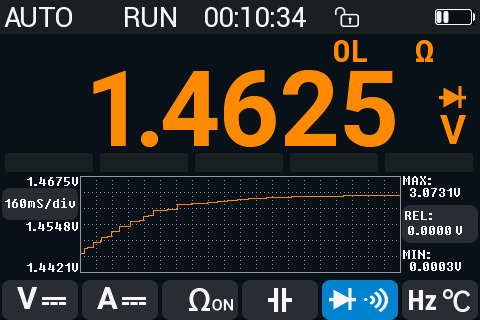 AUTO RUN 00:10:34
OL Ω
1.4625 V
1.4675V
MAX:
3.0731V
160mS/div
REL:
0.0000 V
1.4548V
MIN:
0.0003V
1.4421V
V A ΩON Hz °C